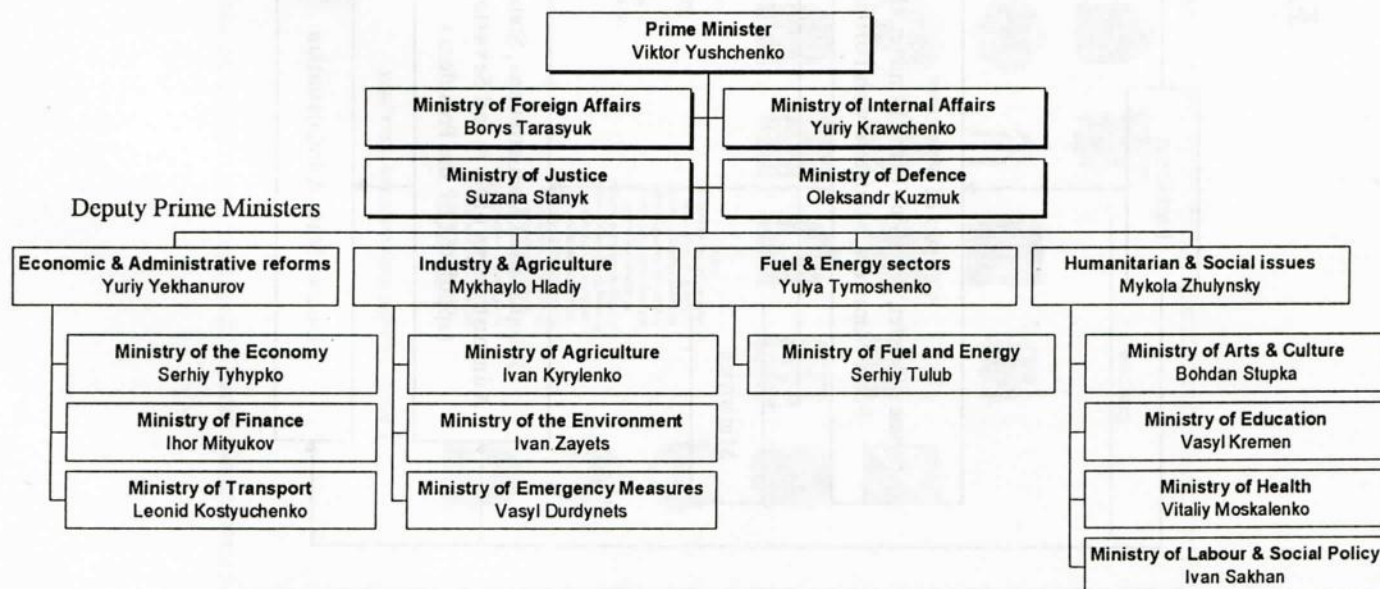 Prime Minister
Viktor Yushchenko
Ministry of Foreign Affairs
Borys Tarasyuk
Ministry of Internal Affairs
Yuriy Krawchenko
Ministry of Justice
Suzana Stanyk
Ministry of Defence
Oleksandr Kuzmuk
Deputy Prime Ministers
Economic & Administrative reforms
Yuriy Yekhanurov
Industry & Agriculture
Mykhaylo Hladiy
Fuel & Energy sectors
Yulya Tymoshenko
Humanitarian & Social issues
Mykola Zhulynsky
Ministry of the Economy
Serhiy Tyhypko
Ministry of Finance
Ihor Mityukov
Ministry of Transport
Leonid Kostyuchenko
Ministry of Agriculture
Ivan Kyrylenko
Ministry of the Environment
Ivan Zayets
Ministry of Emergency Measures
Vasyl Durdynets
Ministry of Fuel and Energy
Serhiy Tulub
Ministry of Arts & Culture
Bohdan Stupka
Ministry of Education
Vasyl Kremen
Ministry of Health
Vitaliy Moskalenko
Ministry of Labour & Social Policy
Ivan Sakhan